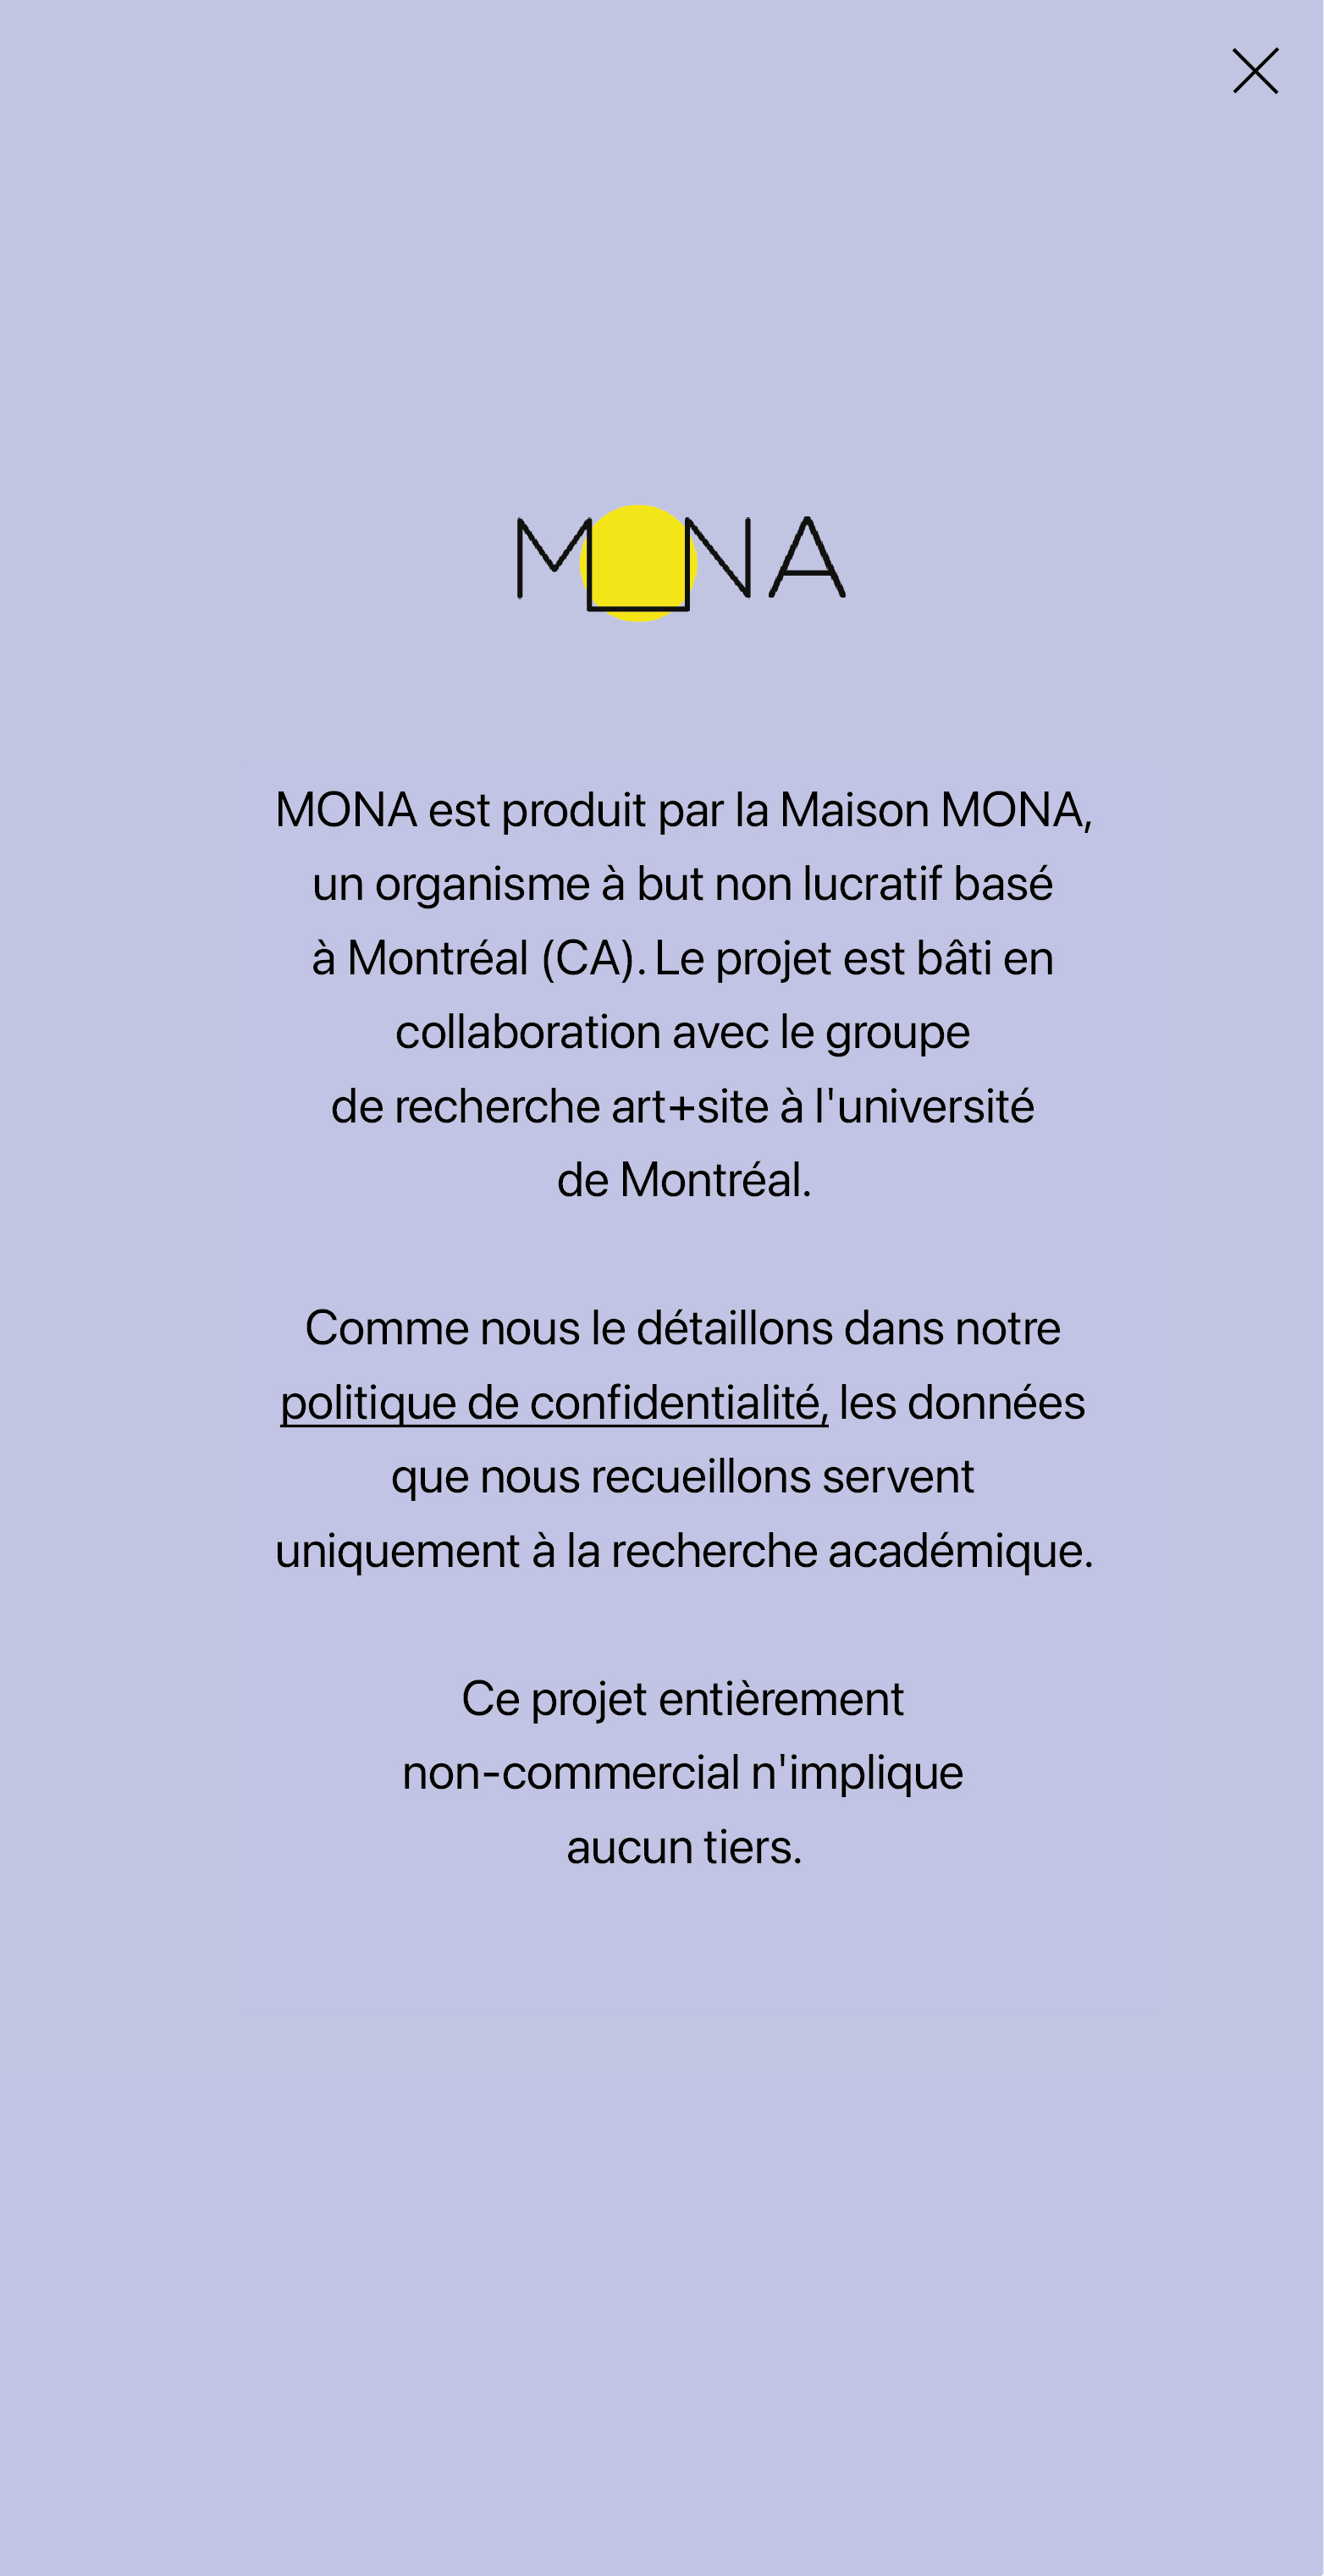 MONA
MONA est produit par la Maison MONA,
un organisme à but non lucratif basé
à Montréal (CA). Le projet est bâti en
collaboration avec le groupe
de recherche art+site à l'université
de Montréal.
Comme nous le détaillons dans notre
politique de confidentialité, les données
que nous recueillons servent
uniquement à la recherche académique.
Ce projet entièrement
non-commercial n'implique
aucun tiers.